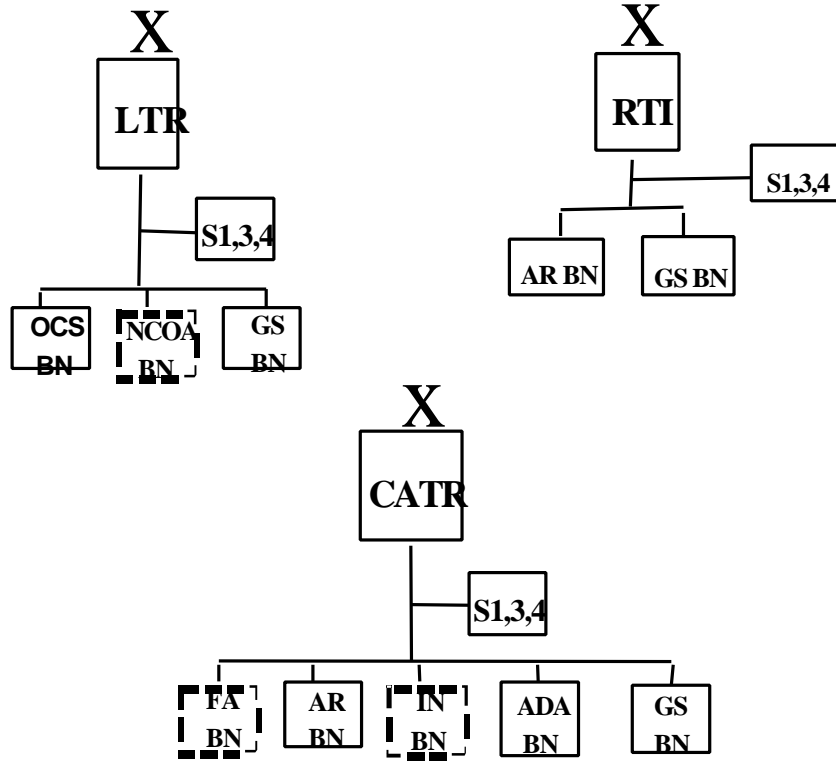 X
LTR
S1,3,4
OCS
BN
NCOA
BN
GS
BN
X
RTI
S1,3,4
AR BN
GS BN
X
CATR
S1,3,4
FA
BN
AR
BN
IN
BN
ADA
BN
GS
BN